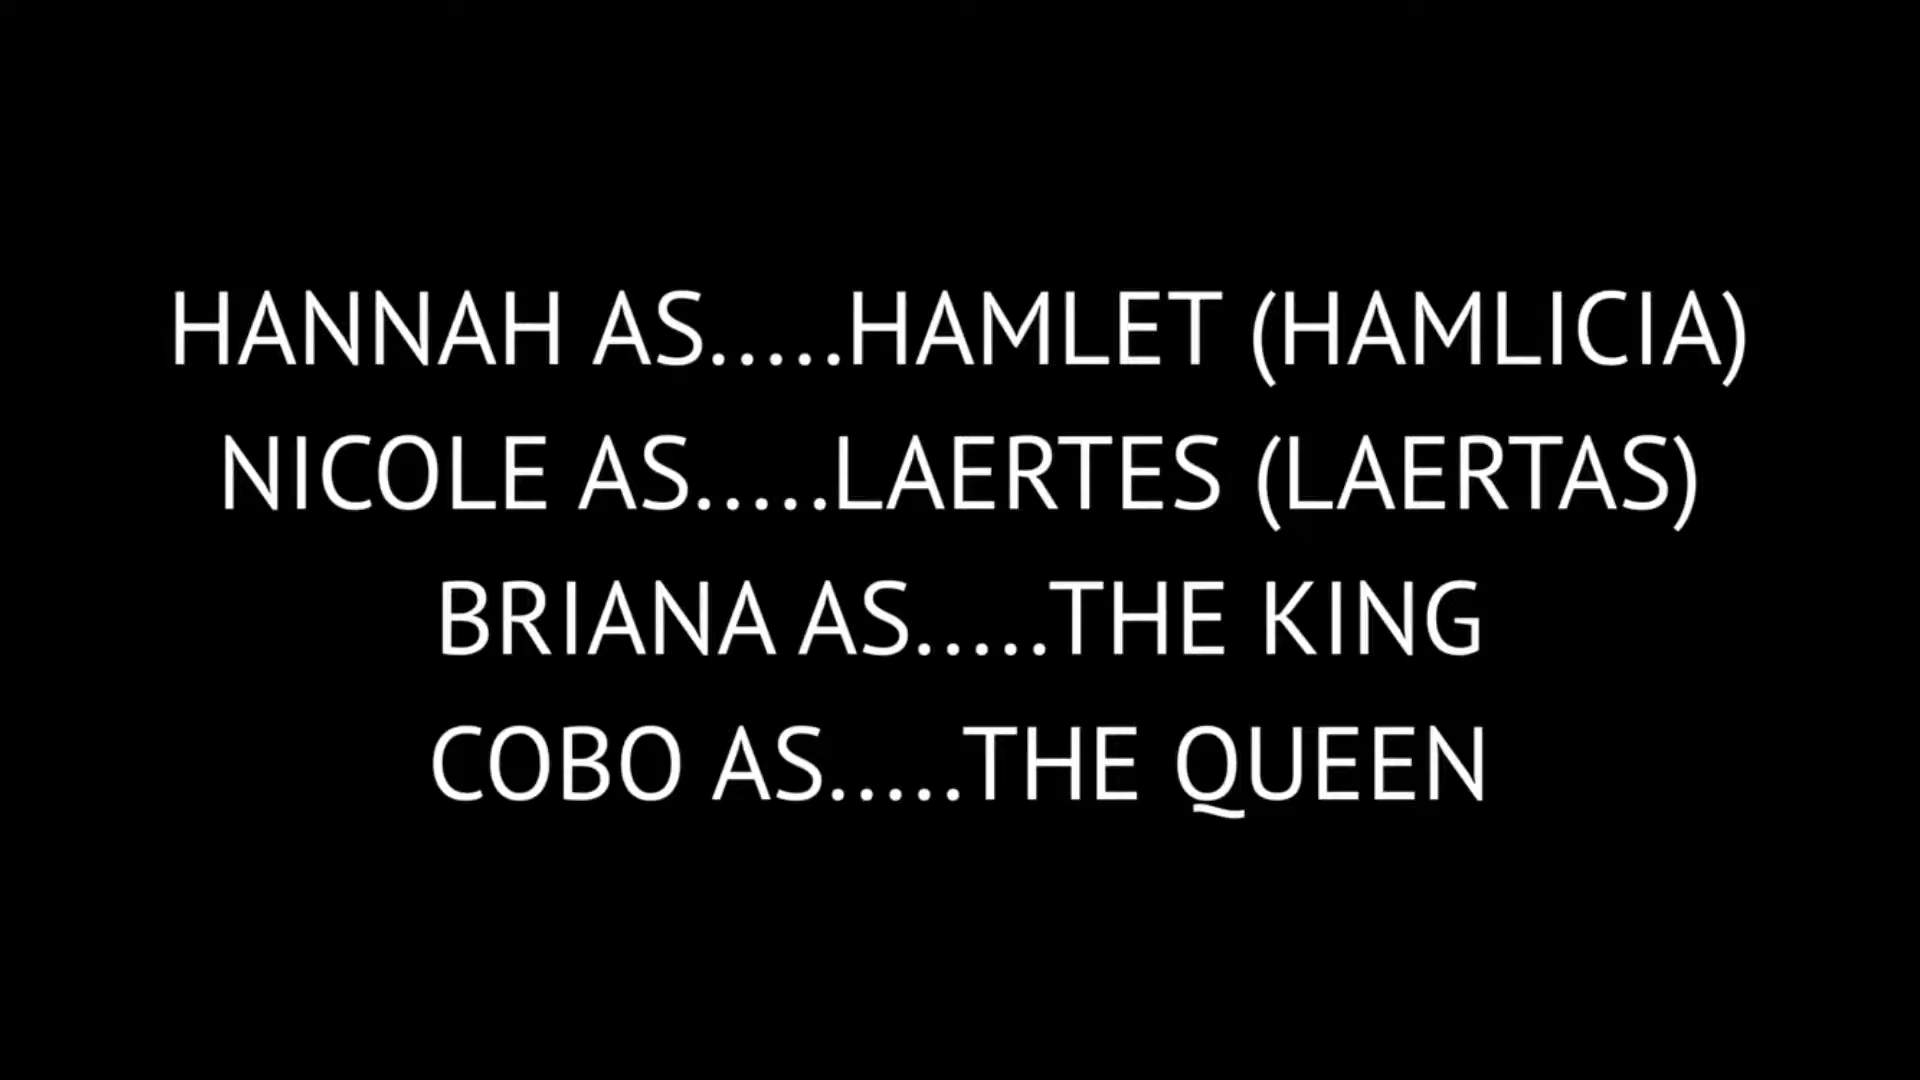 HANNAH AS.....HAMLET (HAMLICIA)
NICOLE AS.....LAERTES (LAERTAS)
BRIANA AS.....THE KING
COBO AS.....THE QUEEN